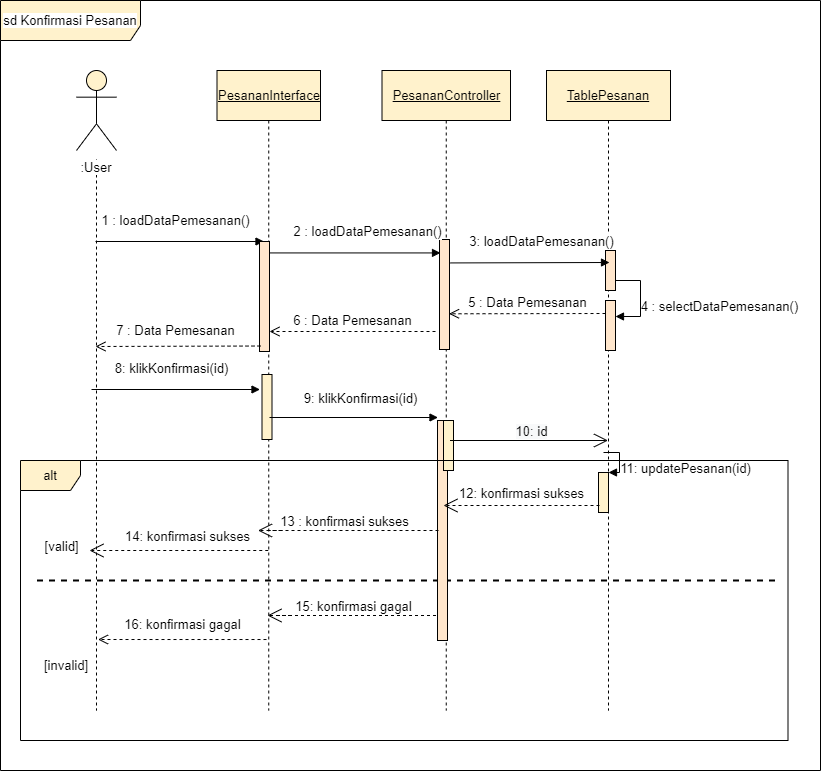 sd Konfirmasi Pesanan
PesananInterface
PesananController
TablePesanan
:User
1 : loadDataPemesanan()
2 : loadDataPemesanan()
3: loadDataPemesanan()
4 : selectDataPemesanan()
5 : Data Pemesanan
6 : Data Pemesanan
7 : Data Pemesanan
8: klikKonfirmasi(id)
9: klikKonfirmasi(id)
10: id
alt
11: updatePesanan(id)
12: konfirmasi sukses
13 : konfirmasi sukses
14: konfirmasi sukses
[valid]
15: konfirmasi gagal
16: konfirmasi gagal
[invalid]